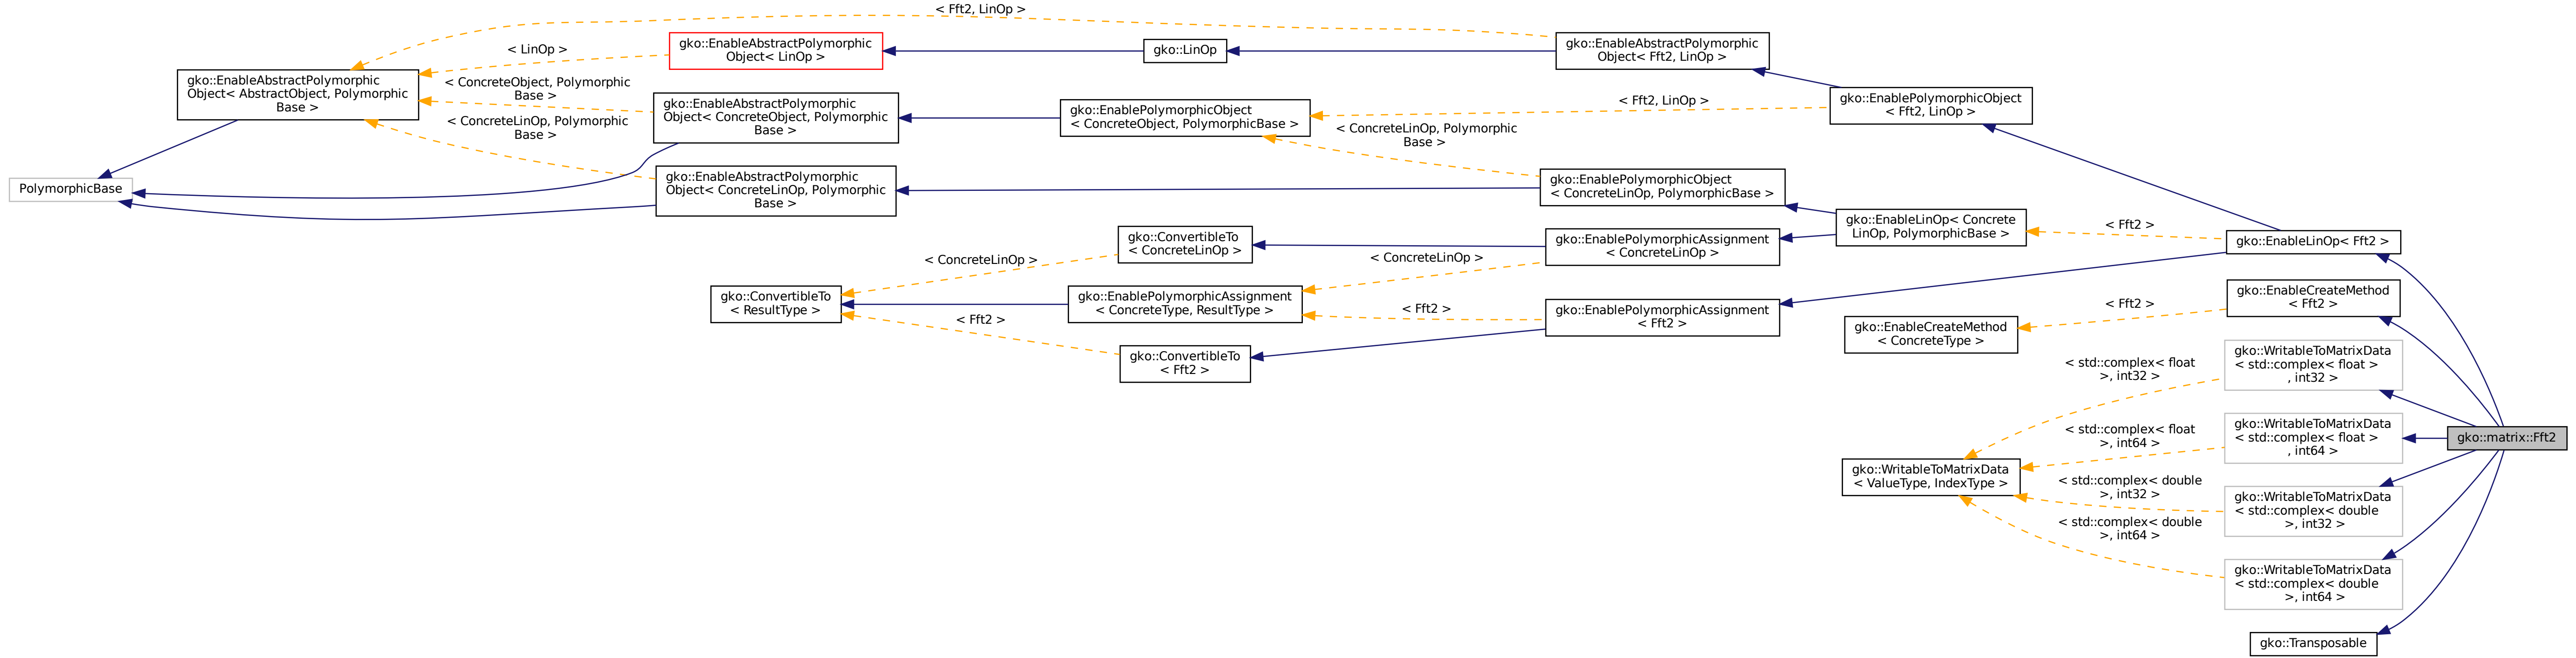 < Fft2, LinOp >
gko::EnableAbstractPolymorphic
Object< LinOp >
< LinOp >
gko::LinOp
gko::EnableAbstractPolymorphic
Object< Fft2, LinOp >
gko::EnableAbstractPolymorphic
Object< AbstractObject, Polymorphic
Base >
< ConcreteObject, Polymorphic
Base >
gko::EnableAbstractPolymorphic
Object< ConcreteObject, Polymorphic
Base >
gko::EnablePolymorphicObject
< ConcreteObject, PolymorphicBase >
< Fft2, LinOp >
gko::EnablePolymorphicObject
< Fft2, LinOp >
< ConcreteLinOp, Polymorphic
Base >
< ConcreteLinOp, Polymorphic
Base >
PolymorphicBase
gko::EnableAbstractPolymorphic
Object< ConcreteLinOp, Polymorphic
Base >
gko::EnablePolymorphicObject
< ConcreteLinOp, PolymorphicBase >
gko::EnableLinOp< Concrete
LinOp, PolymorphicBase >
< Fft2 >
gko::EnableLinOp< Fft2 >
gko::ConvertibleTo
< ConcreteLinOp >
gko::EnablePolymorphicAssignment
< ConcreteLinOp >
< ConcreteLinOp >
< ConcreteLinOp >
gko::ConvertibleTo
< ResultType >
gko::EnablePolymorphicAssignment
< ConcreteType, ResultType >
< Fft2 >
gko::EnablePolymorphicAssignment
< Fft2 >
< Fft2 >
gko::ConvertibleTo
< Fft2 >
gko::EnableCreateMethod
< Fft2 >
< Fft2 >
gko::EnableCreateMethod
< ConcreteType >
gko::WritableToMatrixData
< std::complex< float >
, int32 >
< std::complex< float
>, int32 >
gko::WritableToMatrixData
< std::complex< float >
, int64 >
< std::complex< float
>, int64 >
gko::matrix::Fft2
gko::WritableToMatrixData
< ValueType, IndexType >
< std::complex< double
>, int32 >
gko::WritableToMatrixData
< std::complex< double
>, int32 >
< std::complex< double
>, int64 >
gko::WritableToMatrixData
< std::complex< double
>, int64 >
gko::Transposable